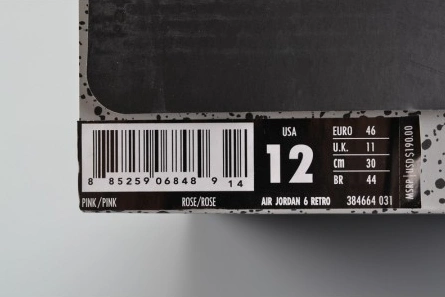 8 85259 06848 9 14
PINK/PINK ROSE/ROSE
USA
12
AIR JORDAN 6 RETRO
EURO 46
U.K. 11
CM 30
BR 44
384664 031
MSRP USD $190.00